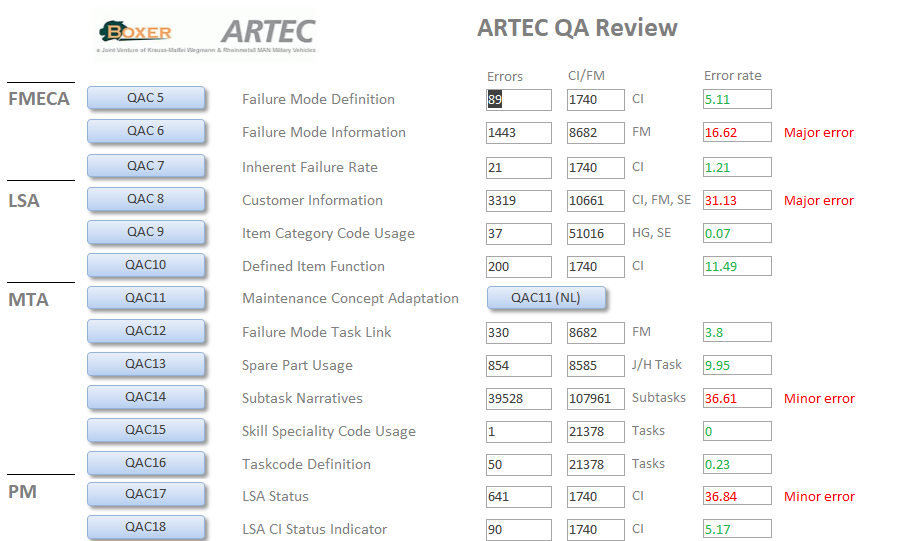 BOXER ARTEC ARTEC QA Review
a Joint Venture of Krauss-Maffei Wegmann & Rheinmetall MAN Military Vehicles
Errors CI/FM Error rate
FMECA QAC 5 Failure Mode Definition 89 1740 CI 5.11
QAC 6 Failure Mode Information 1443 8682 FM 16.62 Major error
QAC 7 Inherent Failure Rate 21 1740 CI 1.21
LSA QAC 8 Customer Information 3319 10661 CI, FM, SE 31.13 Major error
QAC 9 Item Category Code Usage 37 51016 HG, SE 0.07
QAC10 Defined Item Function 200 1740 CI 11.49
MTA QAC11 Maintenance Concept Adaptation QAC11 (NL)
QAC12 Failure Mode Task Link 330 8682 FM 3.8
QAC13 Spare Part Usage 854 8585 J/H Task 9.95
QAC14 Subtask Narratives 39528 107961 Subtasks 36.61 Minor error
QAC15 Skill Speciality Code Usage 1 21378 Tasks 0
QAC16 Taskcode Definition 50 21378 Tasks 0.23
PM QAC17 LSA Status 641 1740 CI 36.84 Minor error
QAC18 LSA CI Status Indicator 90 1740 CI 5.17